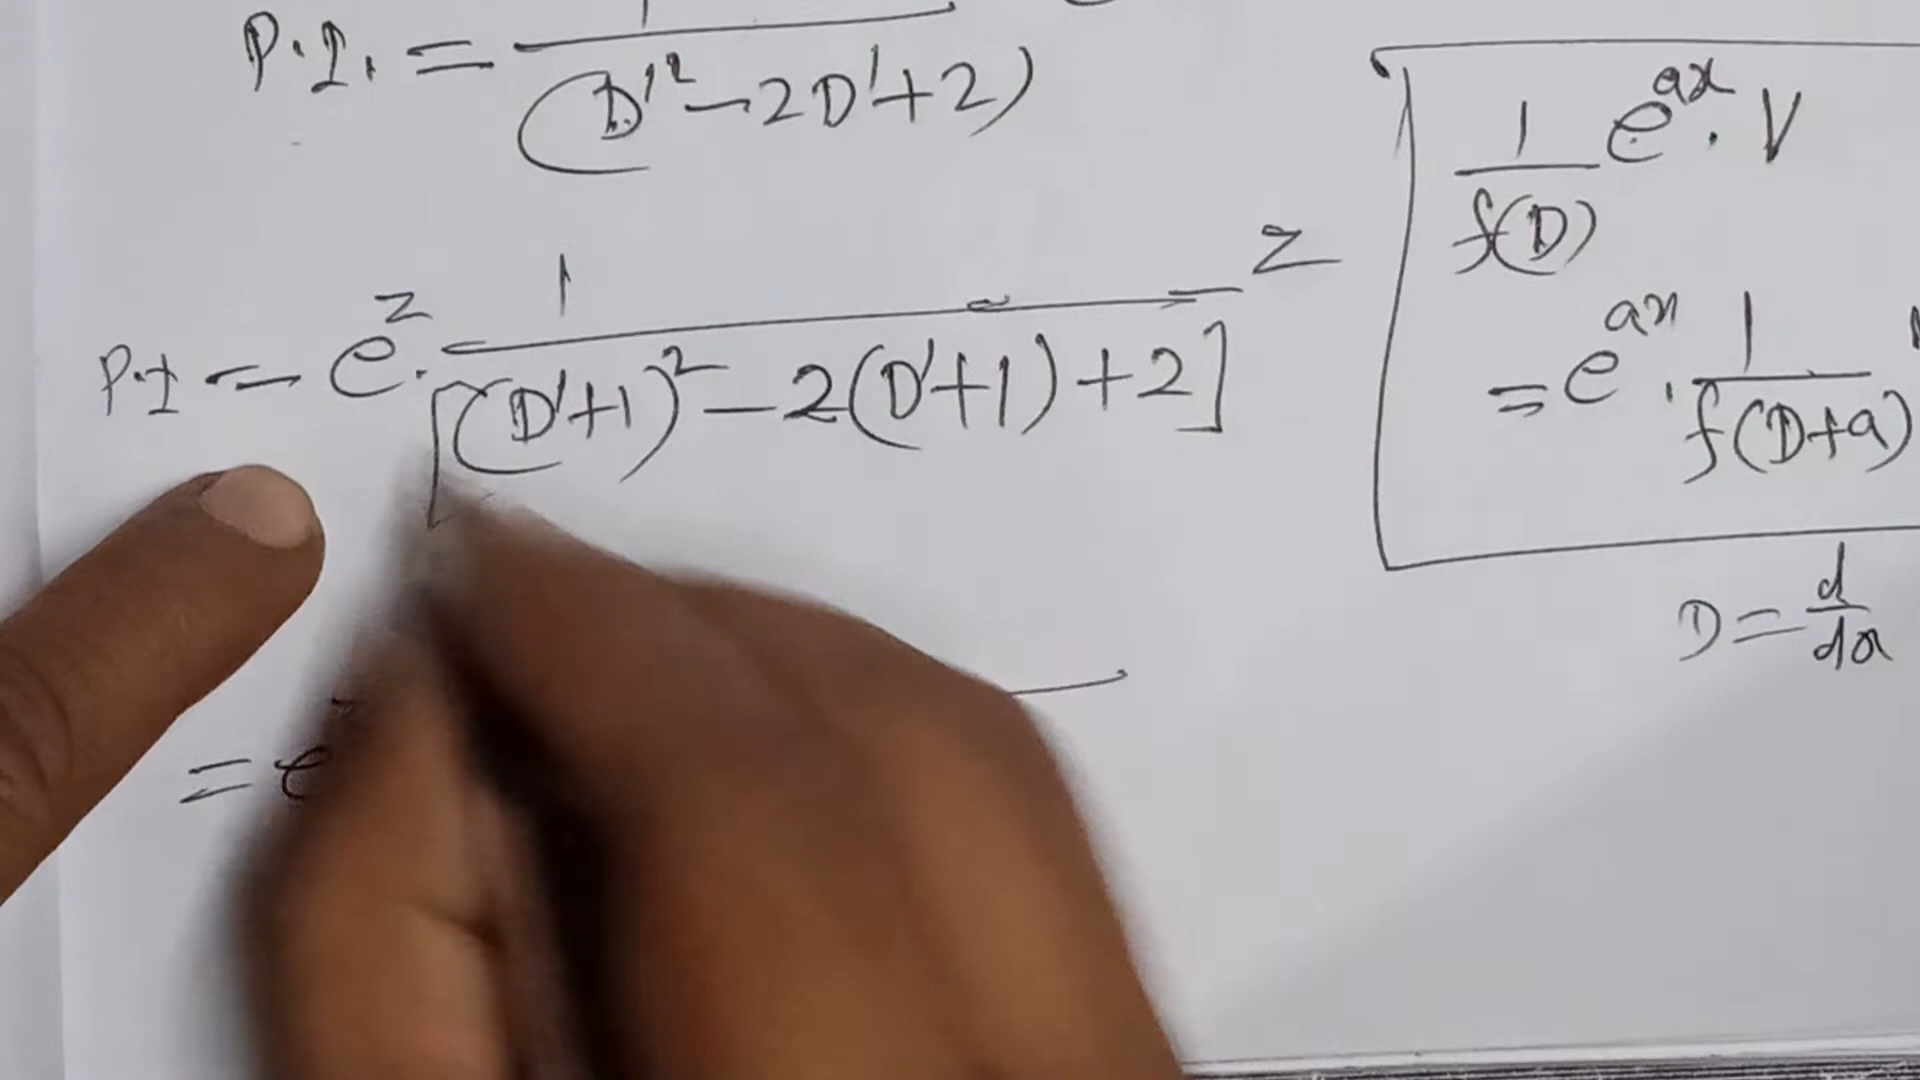 P.I. = 1
(D'² - 2D' + 2)
P.I = e^z . 1 / [(D'+1)² - 2(D'+1) + 2] z
= e
1 / f(D) e^ax . V
= e^ax . 1 / f(D+a)
D = d/dx